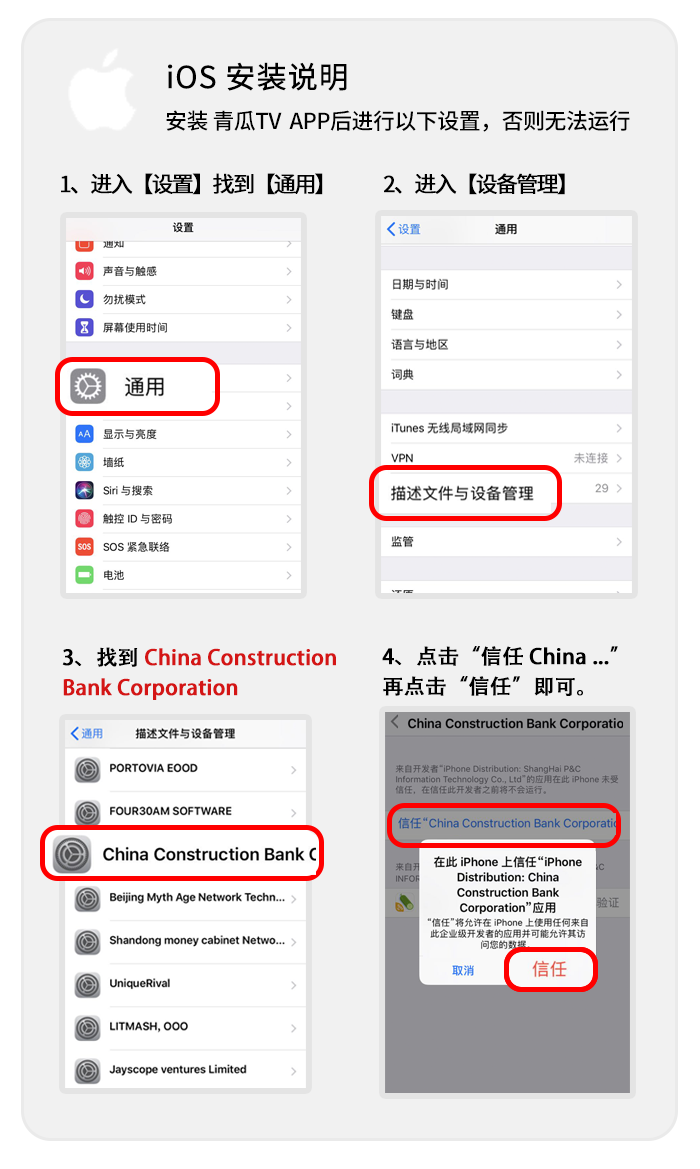 iOS 安装说明
安装 青瓜TV APP后进行以下设置，否则无法运行
1、进入【设置】找到【通用】
设置
通知
声音与触感
勿扰模式
屏幕使用时间
通用
显示与亮度
墙纸
Siri 与搜索
触控 ID 与密码
SOS
SOS 紧急联络
电池
2、进入【设备管理】
设置
通用
日期与时间
键盘
语言与地区
词典
iTunes 无线局域网同步
VPN
未连接
描述文件与设备管理
29
监管
还原
3、找到 China Construction
Bank Corporation
通用
描述文件与设备管理
PORTOVIA EOOD
FOUR30AM SOFTWARE
China Construction Bank C
Beijing Myth Age Network Techn...
Shandong money cabinet Netwo...
UniqueRival
LITMASH, OOO
Jayscope ventures Limited
4、点击“信任 China ...”
再点击“信任”即可。
China Construction Bank Corporatio
来自开发者“iPhone Distribution: ShangHai P&C
Information Technology Co., Ltd”的应用在此 iPhone 未受
信任，在信任此开发者之前将不会运行。
信任“China Construction Bank Corporatio
来自开
INFOR
验证
在此 iPhone 上信任“iPhone
Distribution: China
Construction Bank
Corporation”应用
“信任”将允许在 iPhone 上使用任何来自
此企业级开发者的应用并可能允许其访
问您的数据。
取消
信任